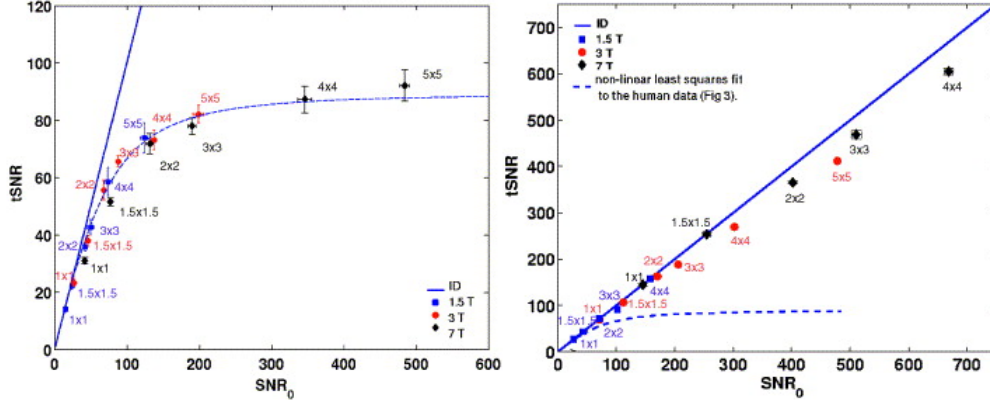 120
100
80
60
40
20
0
tSNR
0
100
200
300
400
500
600
SNR0
5x5
4x4
5x5
4x4
5x5
3x3
3x3
2x2
2x2
4x4
1.5x1.5
3x3
2x2
1.5x1.5
1x1
1x1
1.5x1.5
1x1
ID
1.5 T
3 T
7 T
700
600
500
400
300
200
100
0
tSNR
0
100
200
300
400
500
600
700
SNR0
ID
1.5 T
3 T
7 T
non-linear least squares fit
to the human data (Fig 3).
4x4
3x3
5x5
2x2
4x4
1.5x1.5
3x3
2x2
1x1
4x4
3x3
1.5x1.5
1x1
1.5x1.5
2x2
1x1